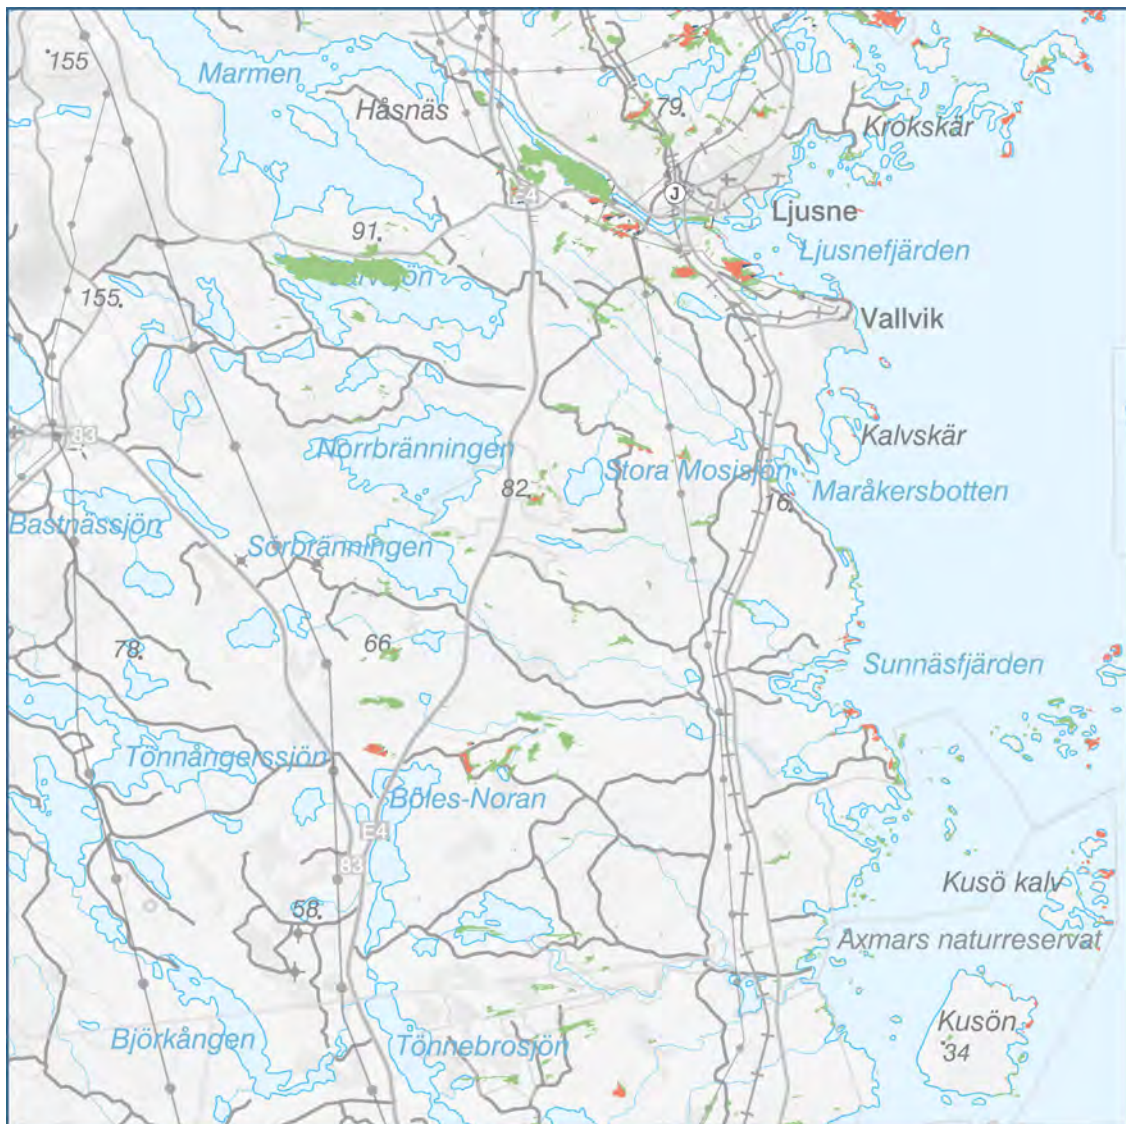 155
Marmen
Håsnäs
79
Krokskär
E4
J
Ljusne
91
Ljusnefjärden
155
Vallvik
83
Norrbränningen
Kalvskär
Stora Mosisjön
82
Maråkersbotten
16
Bastnässjön
Sörbränningen
66
78
Sunnäsfjärden
Tönnångerssjön
Böles-Noran
E4
83
Kusö kalv
58
Axmars naturreservat
Kusön
34
Björkången
Tönnebrosjön